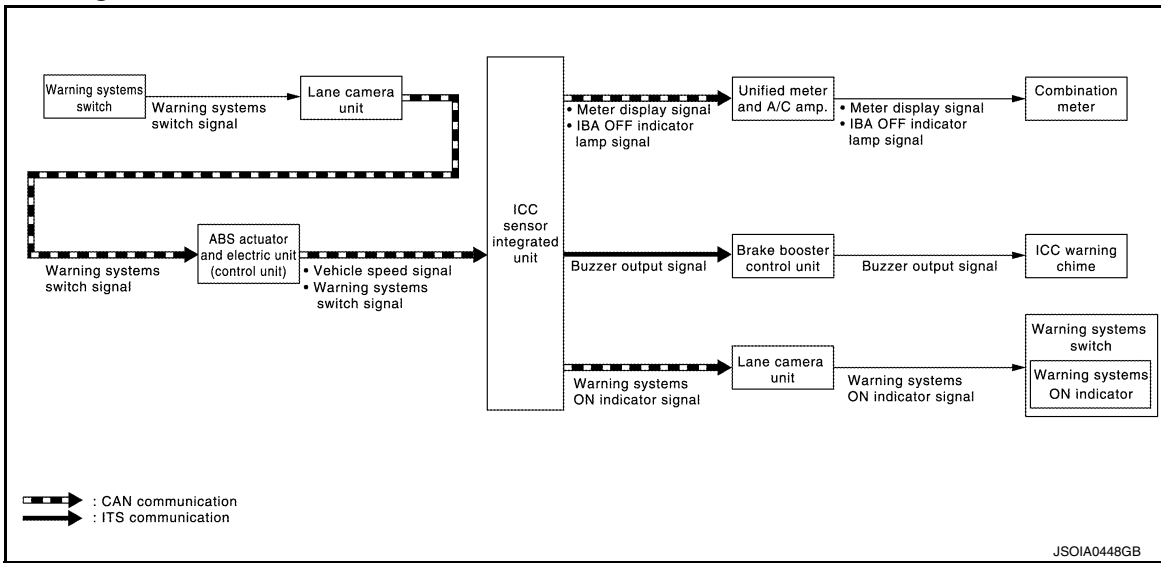 Warning systems
switch
Warning systems
switch signal
Lane camera
unit
Warning systems
switch signal
ABS actuator
and electric unit
(control unit)
• Vehicle speed signal
• Warning systems
switch signal
ICC
sensor
integrated
unit
• Meter display signal
• IBA OFF indicator
lamp signal
Unified meter
and A/C amp.
• Meter display signal
• IBA OFF indicator
lamp signal
Combination
meter
Buzzer output signal
Brake booster
control unit
Buzzer output signal
ICC warning
chime
Warning systems
ON indicator signal
Lane camera
unit
Warning systems
ON indicator signal
Warning systems
switch
Warning systems
ON indicator
: CAN communication
: ITS communication
JSOIA0448GB